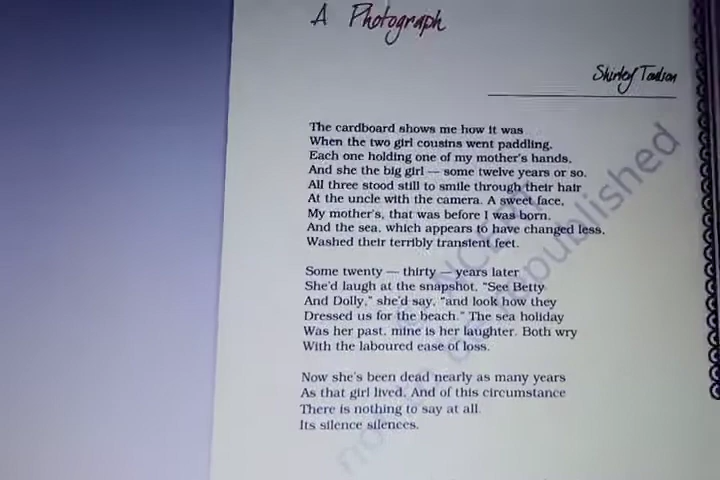 A Photograph
Shirley Toulson
The cardboard shows me how it was
When the two girl cousins went paddling,
Each one holding one of my mother's hands,
And she the big girl — some twelve years or so.
All three stood still to smile through their hair
At the uncle with the camera. A sweet face,
My mother's, that was before I was born.
And the sea, which appears to have changed less,
Washed their terribly transient feet.
Some twenty — thirty — years later
She'd laugh at the snapshot. "See Betty
And Dolly," she'd say, "and look how they
Dressed us for the beach." The sea holiday
Was her past, mine is her laughter. Both wry
With the laboured ease of loss.
Now she's been dead nearly as many years
As that girl lived. And of this circumstance
There is nothing to say at all.
Its silence silences.
© NCERT
not to be republished